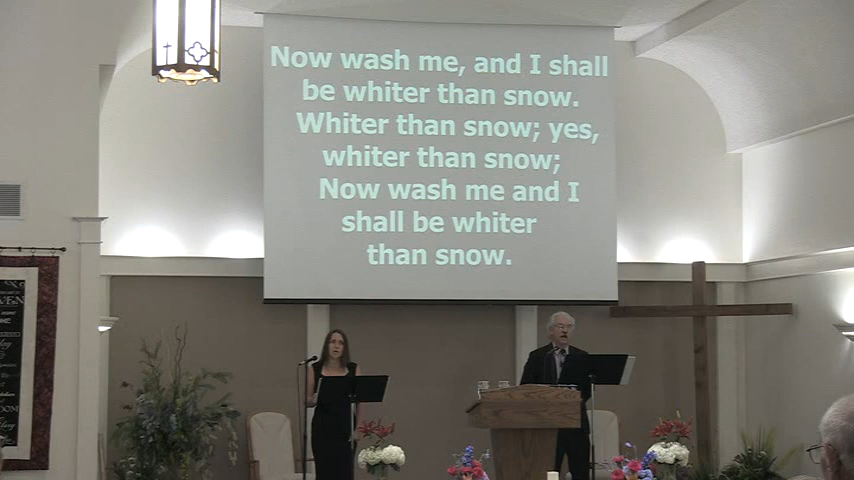 Now wash me, and I shall
be whiter than snow.
Whiter than snow; yes,
whiter than snow;
Now wash me and I
shall be whiter
than snow.